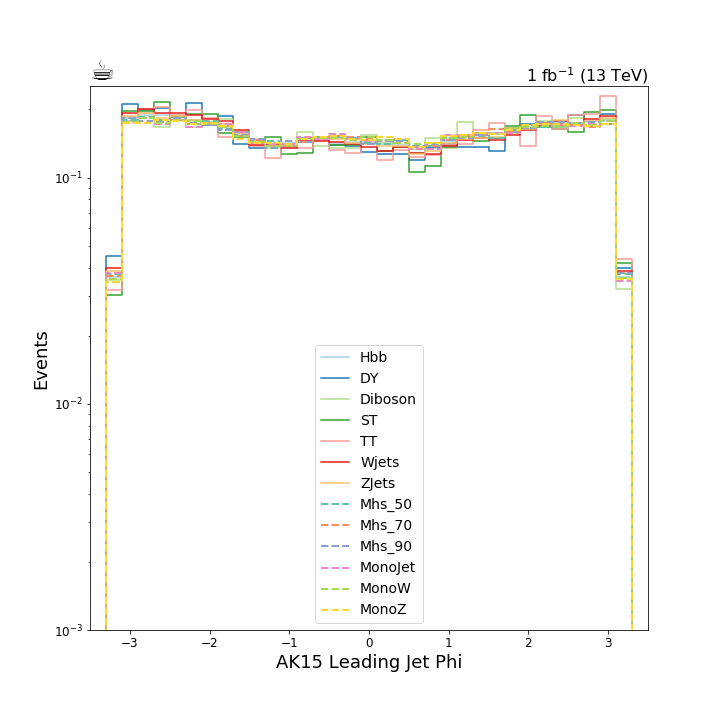 1 fb⁻¹ (13 TeV)
10⁻¹
10⁻²
10⁻³
Events
Hbb
DY
Diboson
ST
TT
Wjets
ZJets
Mhs_50
Mhs_70
Mhs_90
MonoJet
MonoW
MonoZ
−3 −2 −1 0 1 2 3
AK15 Leading Jet Phi